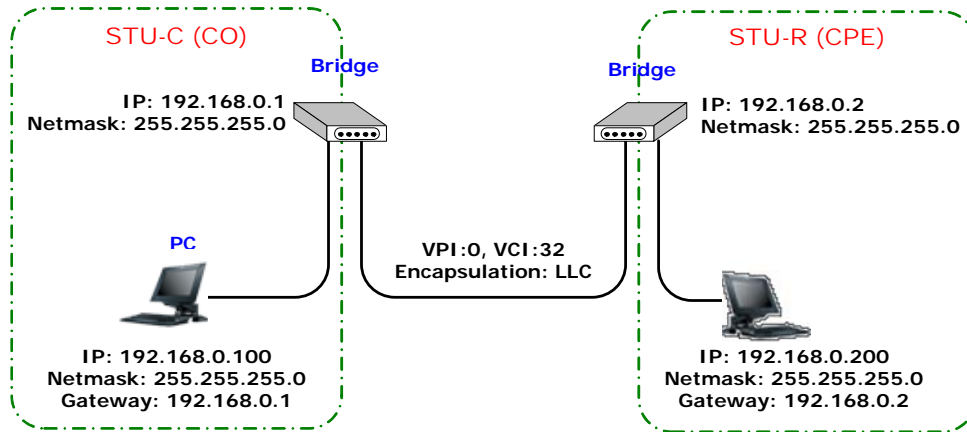 STU-C (CO)
Bridge
IP: 192.168.0.1
Netmask: 255.255.255.0
PC
IP: 192.168.0.100
Netmask: 255.255.255.0
Gateway: 192.168.0.1
VPI:0, VCI:32
Encapsulation: LLC
STU-R (CPE)
Bridge
IP: 192.168.0.2
Netmask: 255.255.255.0
IP: 192.168.0.200
Netmask: 255.255.255.0
Gateway: 192.168.0.2